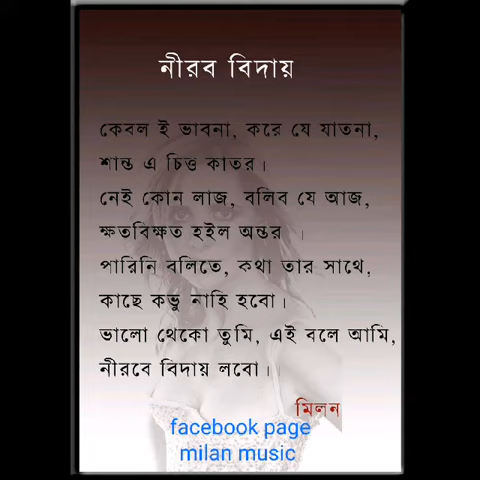 নীরব বিদায়
কেবল ই ভাবনা, করে যে যাতনা,
শান্ত এ চিত্ত কাতর।
নেই কোন লাজ, বলিব যে আজ,
ক্ষতবিক্ষত হইল অন্তর ।
পারিনি বলিতে, কথা তার সাথে,
কাছে কভু নাহি হবো।
ভালো থেকো তুমি, এই বলে আমি,
নীরবে বিদায় লবো।
মিলন
facebook page
milan music